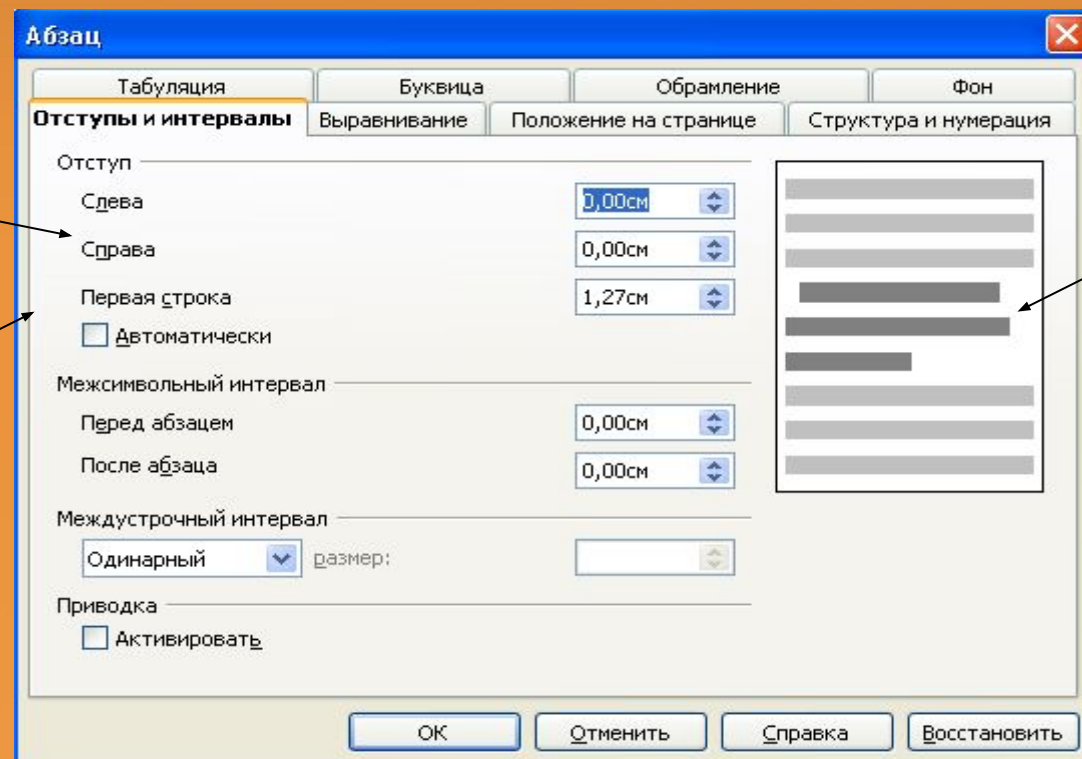 Абзац
Табуляция Буквица Обрамление Фон
Отступы и интервалы Выравнивание Положение на странице Структура и нумерация
Отступ
Слева 0,00см
Справа 0,00см
Первая строка 1,27см
Автоматически
Межсимвольный интервал
Перед абзацем 0,00см
После абзаца 0,00см
Междустрочный интервал
Одинарный размер:
Приводка
Активировать
ОК Отменить Справка Восстановить